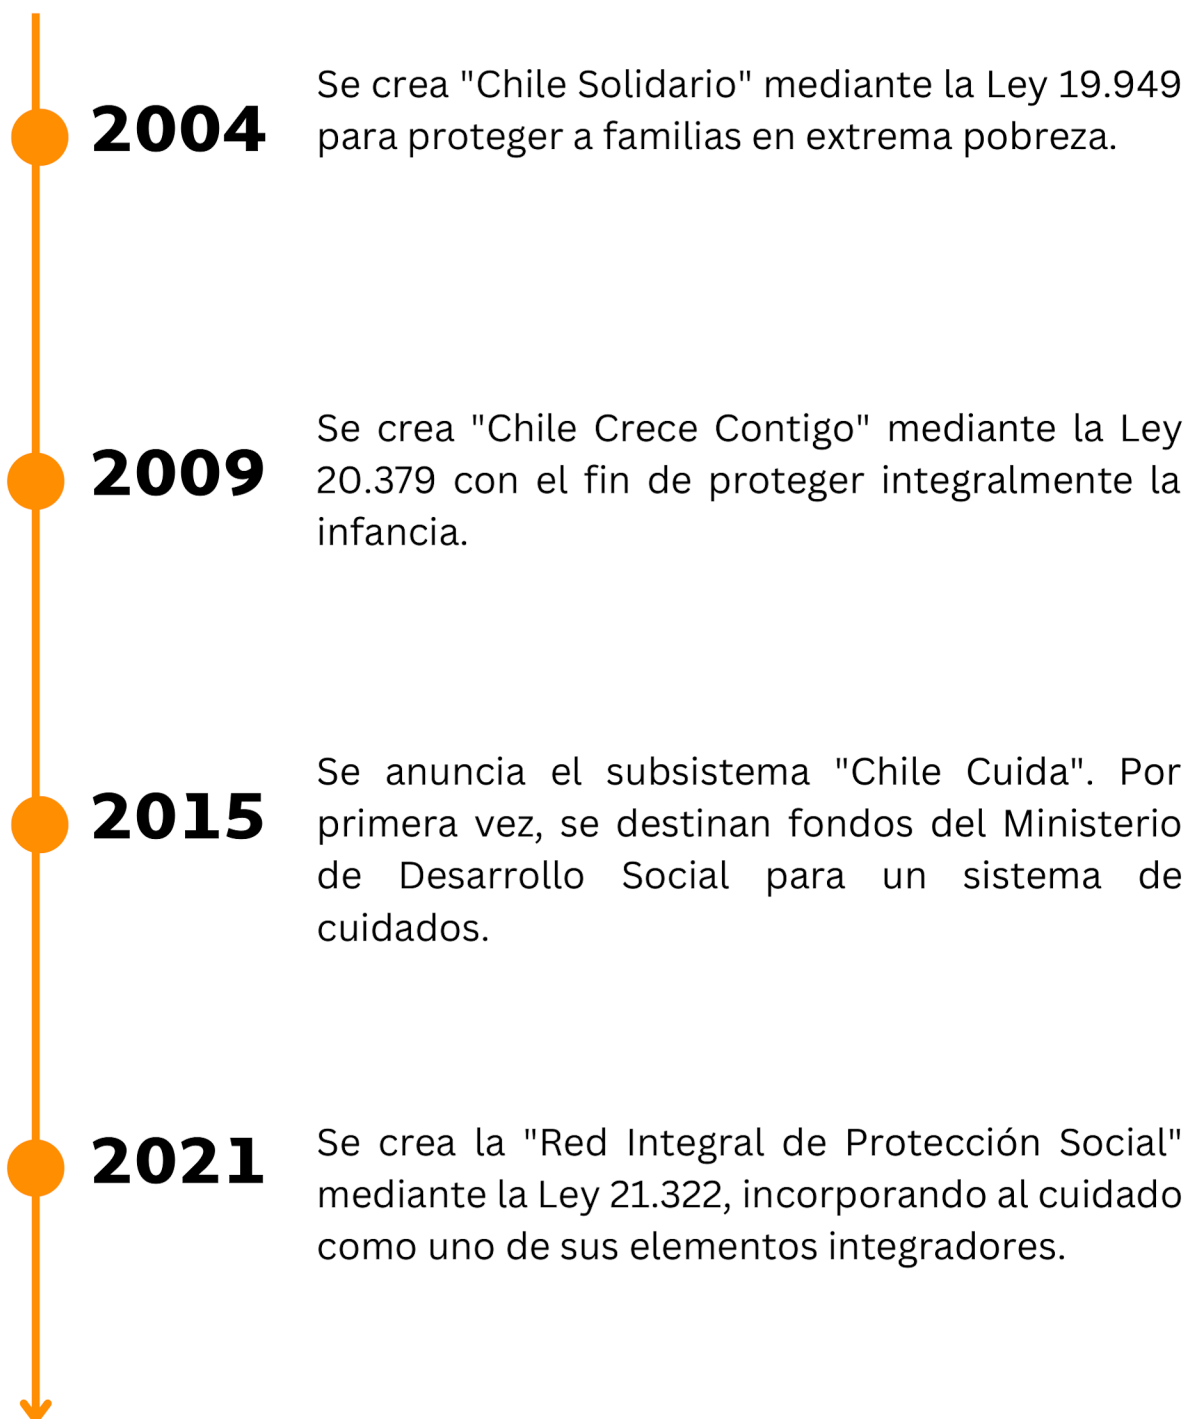 2004
Se crea "Chile Solidario" mediante la Ley 19.949
para proteger a familias en extrema pobreza.
2009
Se crea "Chile Crece Contigo" mediante la Ley
20.379 con el fin de proteger integralmente la
infancia.
2015
Se anuncia el subsistema "Chile Cuida". Por
primera vez, se destinan fondos del Ministerio
de Desarrollo Social para un sistema de
cuidados.
2021
Se crea la "Red Integral de Protección Social"
mediante la Ley 21.322, incorporando al cuidado
como uno de sus elementos integradores.